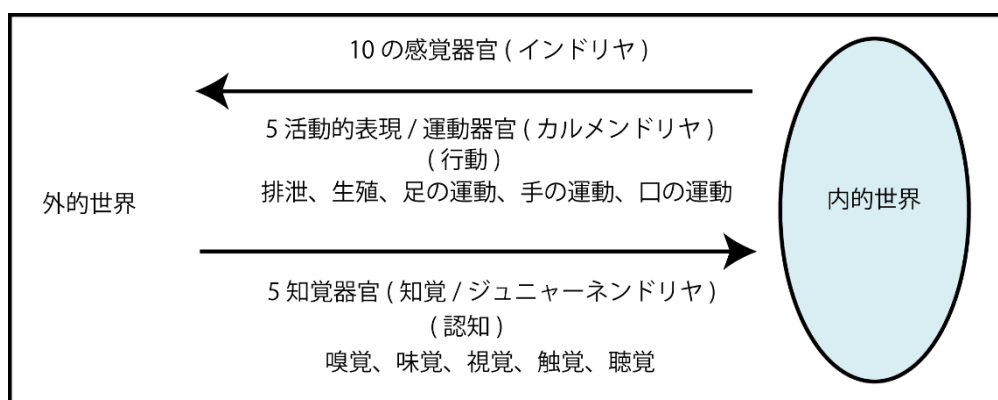 10 の感覚器官 ( インドリヤ )
5 活動的表現 / 運動器官 ( カルメンドリヤ )
( 行動 )
排泄、生殖、足の運動、手の運動、口の運動
外的世界
内的世界
5 知覚器官 ( 知覚 / ジュニャーネンドリヤ )
( 認知 )
嗅覚、味覚、視覚、触覚、聴覚